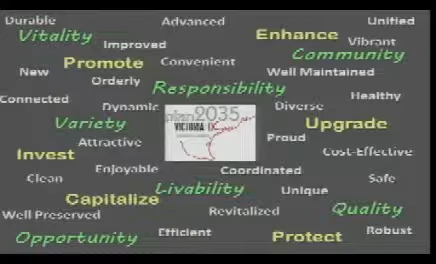 Durable Advanced Unified
Vitality Enhance
Improved Vibrant
Community
Promote Convenient
New Well Maintained
Orderly
Responsibility
Connected Healthy
Dynamic Diverse
plan2035
Variety VICTORIA TX Upgrade
Proud
Attractive
Invest Cost-Effective
Enjoyable Coordinated
Clean Safe
Livability Unique
Capitalize
Well Preserved Revitalized Quality
Opportunity Efficient Protect Robust